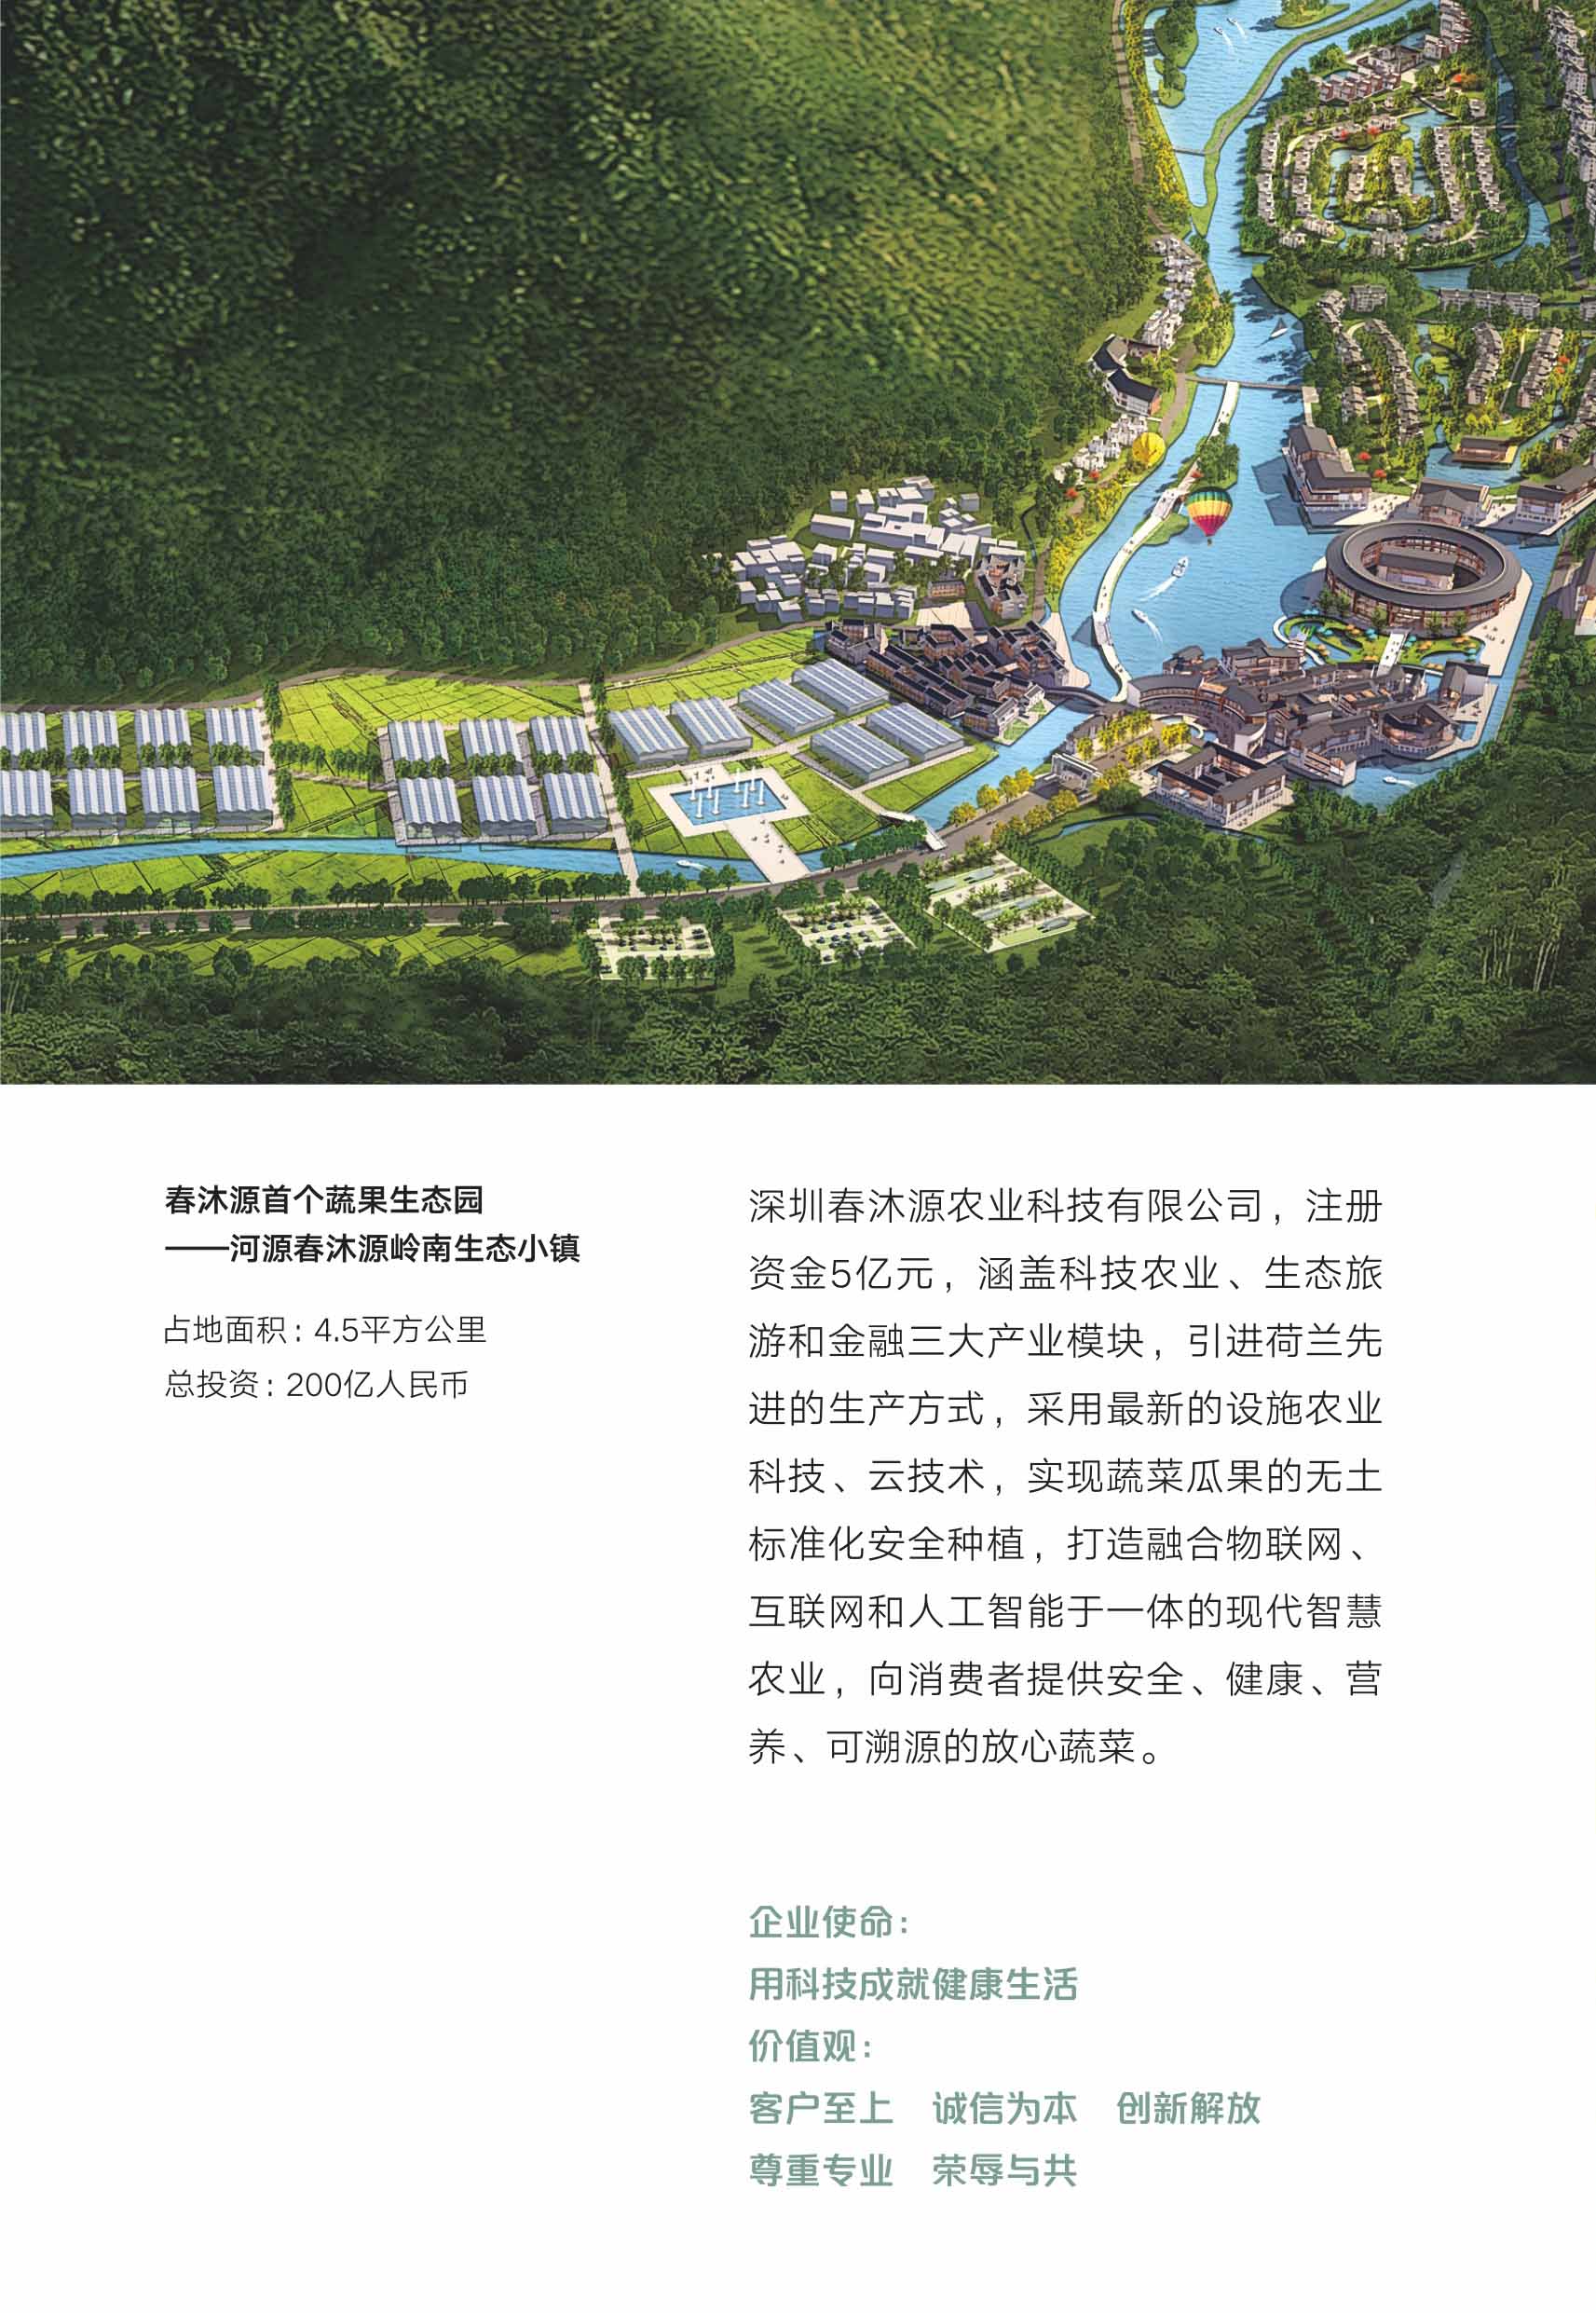 春沐源首个蔬果生态园
——河源春沐源岭南生态小镇
占地面积：4.5平方公里
总投资：200亿人民币
深圳春沐源农业科技有限公司，注册
资金5亿元，涵盖科技农业、生态旅
游和金融三大产业模块，引进荷兰先
进的生产方式，采用最新的设施农业
科技、云技术，实现蔬菜瓜果的无土
标准化安全种植，打造融合物联网、
互联网和人工智能于一体的现代智慧
农业，向消费者提供安全、健康、营
养、可溯源的放心蔬菜。
企业使命：
用科技成就健康生活
价值观：
客户至上　诚信为本　创新解放
尊重专业　荣辱与共